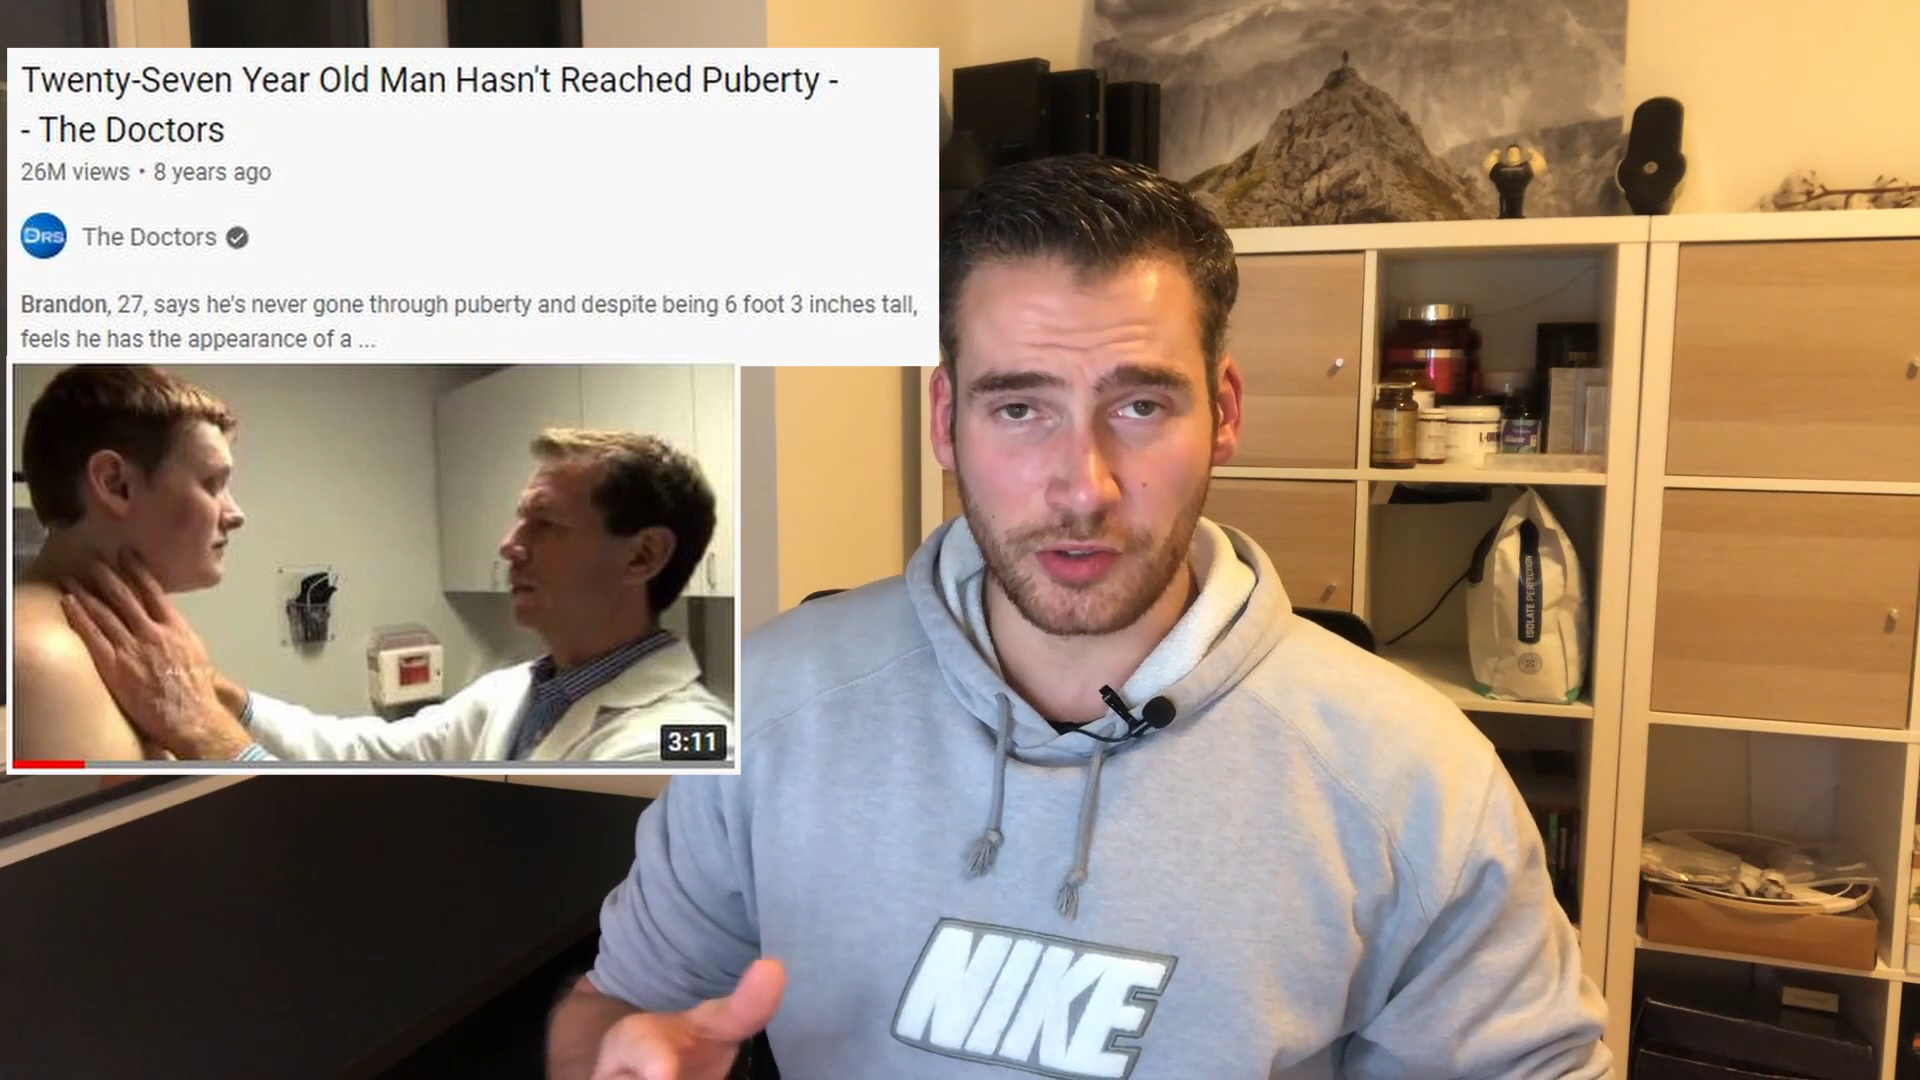 Twenty-Seven Year Old Man Hasn't Reached Puberty -
- The Doctors
26M views • 8 years ago
DRS
The Doctors
Brandon, 27, says he's never gone through puberty and despite being 6 foot 3 inches tall,
feels he has the appearance of a ...
3:11
ISOLATE PERFECTION
NIKE